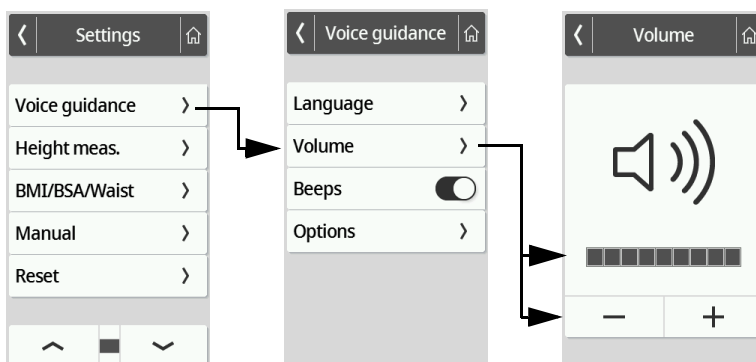 Settings
Voice guidance
Height meas.
BMI/BSA/Waist
Manual
Reset
Voice guidance
Language
Volume
Beeps
Options
Volume